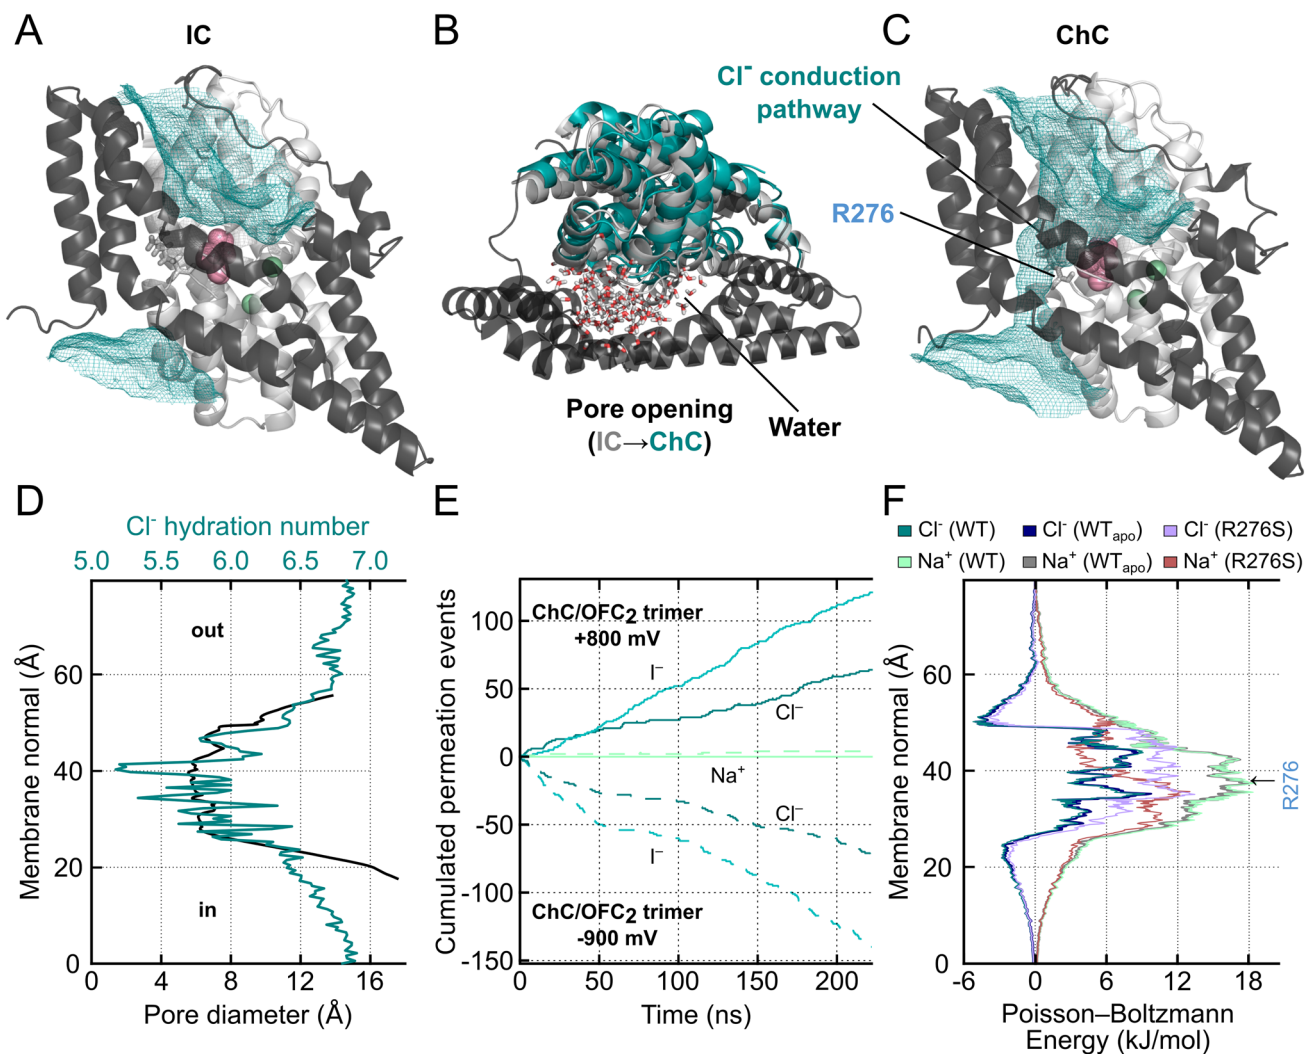 A
IC
B
Cl⁻ conduction
pathway
R276
C
ChC
Pore opening
(IC→ChC)
Water
D
Cl⁻ hydration number
5.0 5.5 6.0 6.5 7.0
out
in
Membrane normal (Å)
60
40
20
0
0 4 8 12 16
Pore diameter (Å)
E
ChC/OFC₂ trimer
+800 mV
I⁻
Cl⁻
Na⁺
Cl⁻
I⁻
ChC/OFC₂ trimer
-900 mV
Cumulated permeation events
100
50
0
-50
-100
-150
0 50 100 150 200
Time (ns)
F
Cl⁻ (WT) Cl⁻ (WTapo) Cl⁻ (R276S)
Na⁺ (WT) Na⁺ (WTapo) Na⁺ (R276S)
Membrane normal (Å)
60
40
20
0
R276
-6 0 6 12 18
Poisson–Boltzmann
Energy (kJ/mol)